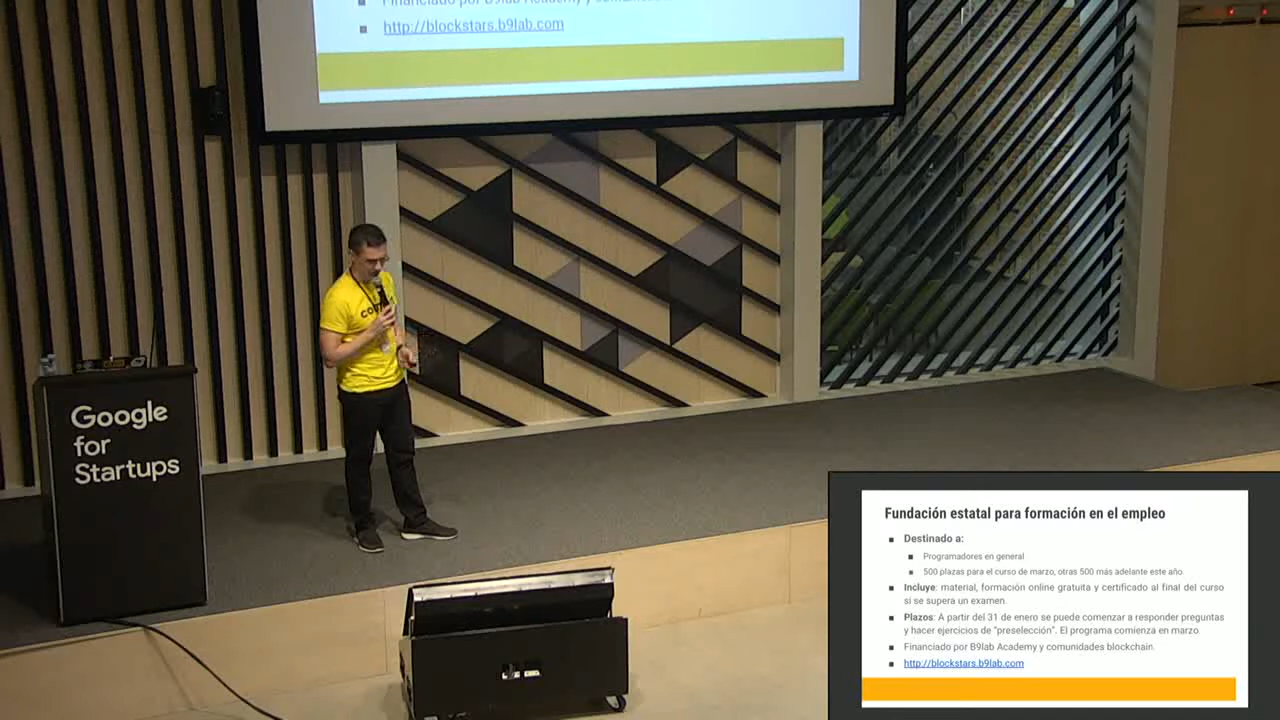 Financiado por B9lab Academy y
http://blockstars.b9lab.com
Google
for
Startups
Fundación estatal para formación en el empleo
Destinado a:
Programadores en general
500 plazas para el curso de marzo, otras 500 más adelante este año.
Incluye: material, formación online gratuita y certificado al final del curso
si se supera un examen.
Plazos: A partir del 31 de enero se puede comenzar a responder preguntas
y hacer ejercicios de "preselección". El programa comienza en marzo.
Financiado por B9lab Academy y comunidades blockchain.
http://blockstars.b9lab.com